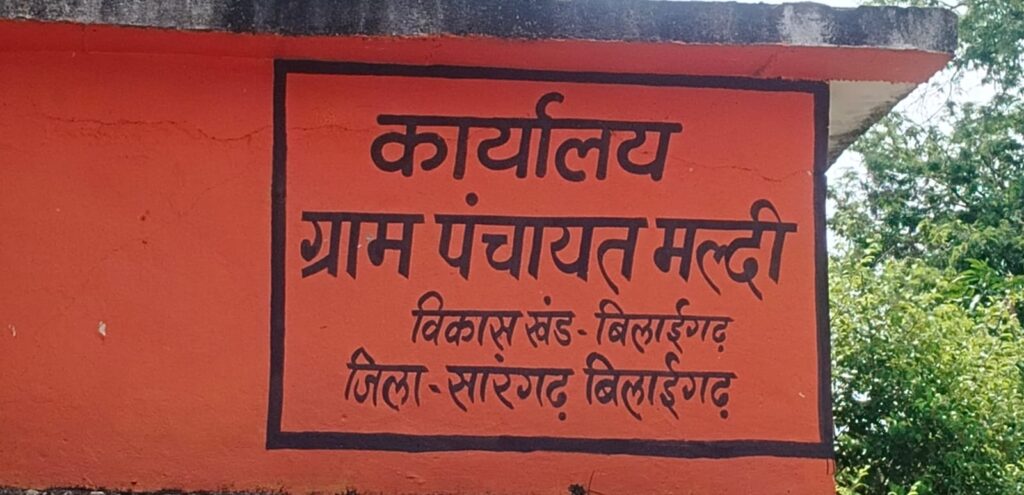 कार्यालय
ग्राम पंचायत मल्दी
विकास खंड - बिलाईगढ़
जिला - सारंगढ़ बिलाईगढ़